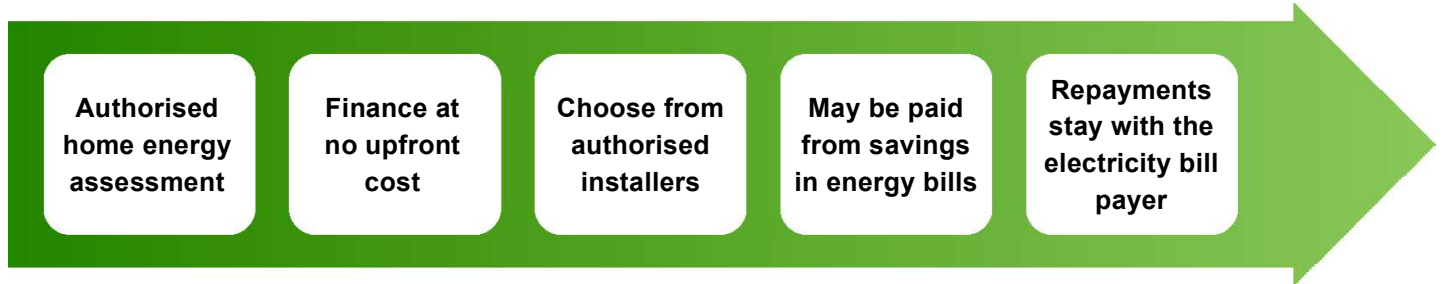 Authorised
home energy
assessment
Finance at
no upfront
cost
Choose from
authorised
installers
May be paid
from savings
in energy bills
Repayments
stay with the
electricity bill
payer